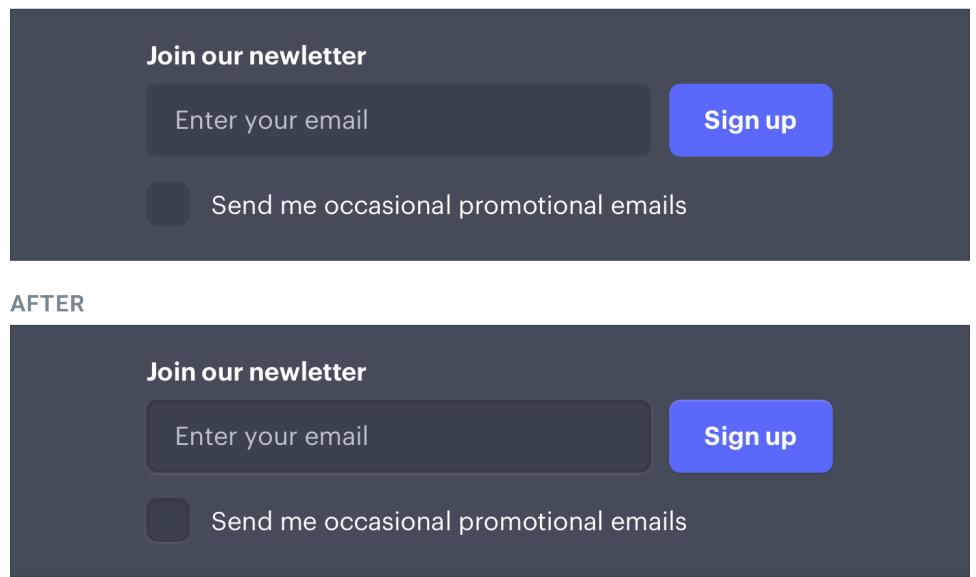 Join our newletter
Enter your email
Sign up
Send me occasional promotional emails
AFTER
Join our newletter
Enter your email
Sign up
Send me occasional promotional emails